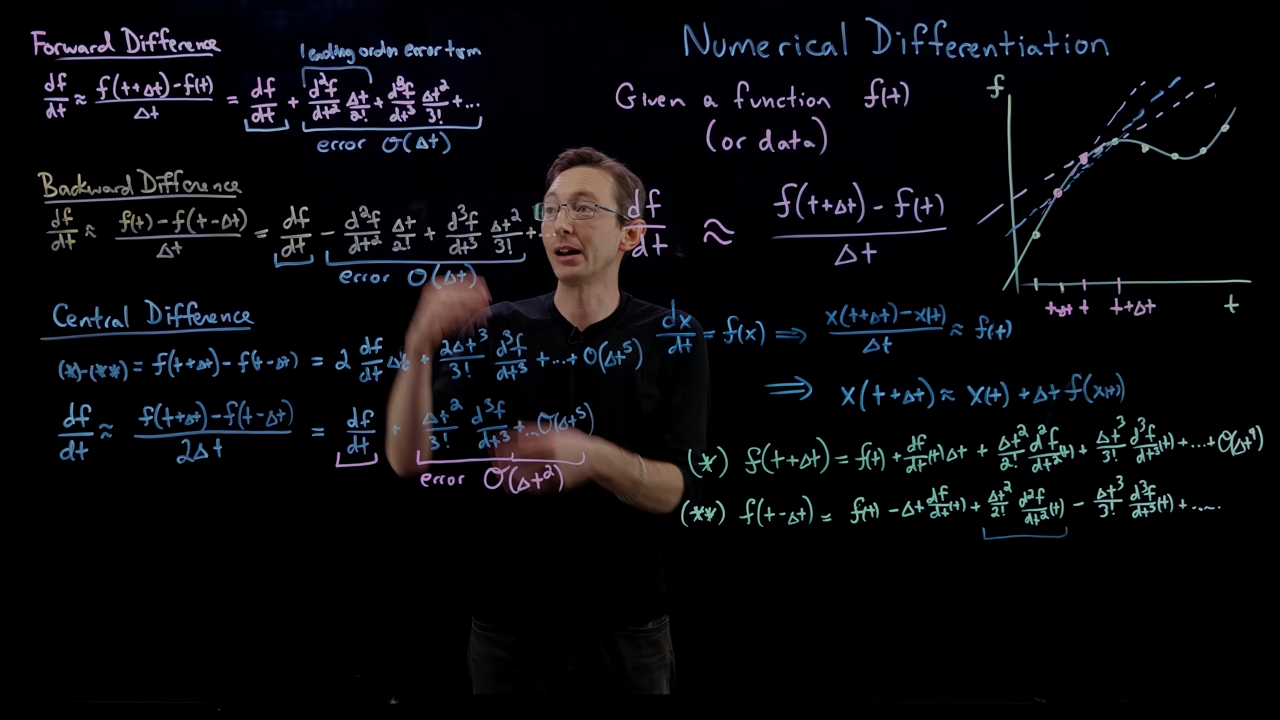 Forward Difference
leading order error term
df/dt ≈ (f(t+Δt) - f(t))/Δt = df/dt + d²f/dt² Δt/2! + d³f/dt³ Δt²/3! + ...
error O(Δt)
Backward Difference
df/dt ≈ (f(t) - f(t-Δt))/Δt = df/dt - d²f/dt² Δt/2! + d³f/dt³ Δt²/3! + ...
error O(Δt)
Central Difference
(*)-(**) = f(t+Δt) - f(t-Δt) = 2 df/dt Δt + 2Δt³/3! d³f/dt³ + ... + O(Δt⁵)
df/dt ≈ (f(t+Δt) - f(t-Δt))/2Δt = df/dt + Δt²/3! d³f/dt³ + ... O(Δt⁵)
error O(Δt²)
Numerical Differentiation
Given a function f(t)
(or data)
df/dt ≈ (f(t+Δt) - f(t))/Δt
f
t-Δt t t+Δt t
dx/dt = f(x) ⇒ (x(t+Δt) - x(t))/Δt ≈ f(t)
⇒ x(t+Δt) ≈ x(t) + Δt f(x(t))
(*) f(t+Δt) = f(t) + df/dt(t) Δt + Δt²/2! d²f/dt²(t) + Δt³/3! d³f/dt³(t) + ... + O(Δt⁴)
(**) f(t-Δt) = f(t) - Δt df/dt(t) + Δt²/2! d²f/dt²(t) - Δt³/3! d³f/dt³(t) + ....